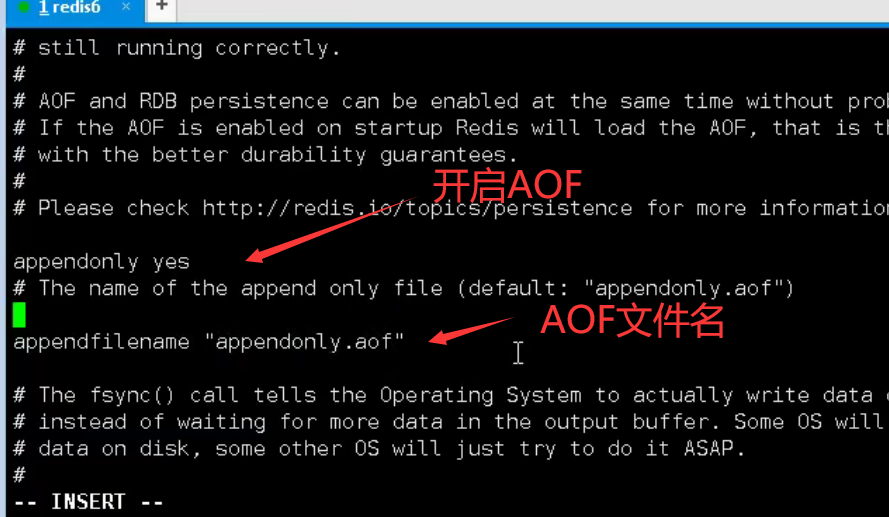 1 redis6 × +
# still running correctly.
#
# AOF and RDB persistence can be enabled at the same time without
# If the AOF is enabled on startup Redis will load the AOF, that is
# with the better durability guarantees.
#
开启AOF
# Please check http://redis.io/topics/persistence for more
appendonly yes
# The name of the append only file (default: "appendonly.aof")
AOF文件名
appendfilename "appendonly.aof"
# The fsync() call tells the Operating System to actually write data
# instead of waiting for more data in the output buffer. Some OS will
# data on disk, some other OS will just try to do it ASAP.
#
-- INSERT --